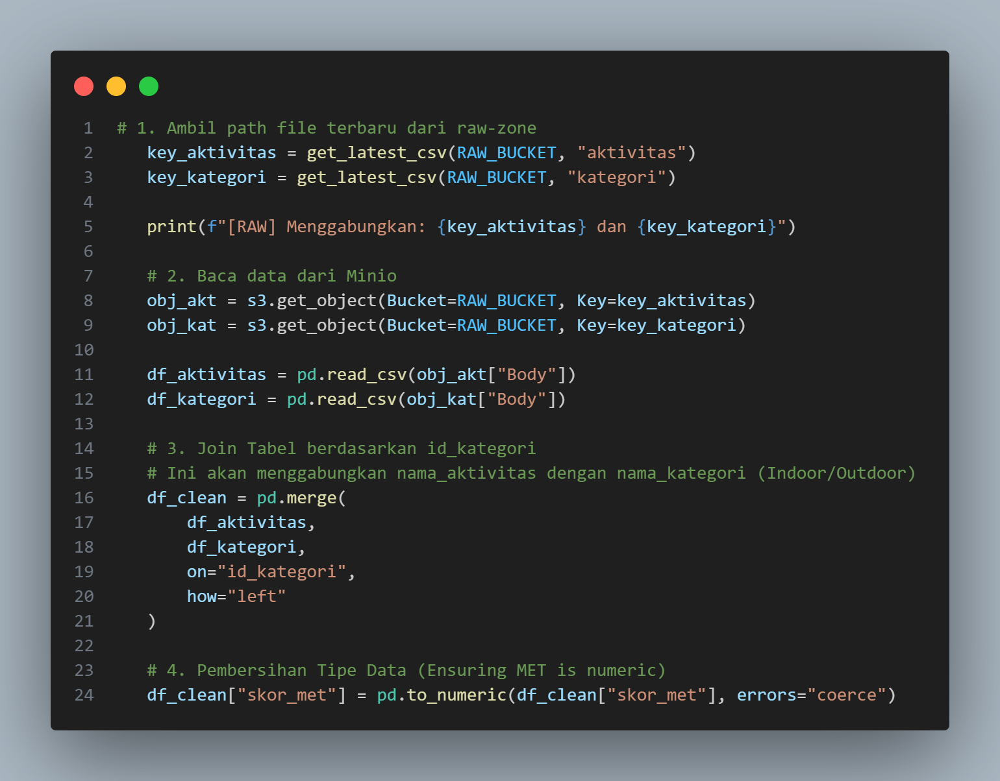 1 # 1. Ambil path file terbaru dari raw-zone
2    key_aktivitas = get_latest_csv(RAW_BUCKET, "aktivitas")
3    key_kategori = get_latest_csv(RAW_BUCKET, "kategori")
4
5    print(f"[RAW] Menggabungkan: {key_aktivitas} dan {key_kategori}")
6
7    # 2. Baca data dari Minio
8    obj_akt = s3.get_object(Bucket=RAW_BUCKET, Key=key_aktivitas)
9    obj_kat = s3.get_object(Bucket=RAW_BUCKET, Key=key_kategori)
10
11    df_aktivitas = pd.read_csv(obj_akt["Body"])
12    df_kategori = pd.read_csv(obj_kat["Body"])
13
14    # 3. Join Tabel berdasarkan id_kategori
15    # Ini akan menggabungkan nama_aktivitas dengan nama_kategori (Indoor/Outdoor)
16    df_clean = pd.merge(
17        df_aktivitas,
18        df_kategori,
19        on="id_kategori",
20        how="left"
21    )
22
23    # 4. Pembersihan Tipe Data (Ensuring MET is numeric)
24    df_clean["skor_met"] = pd.to_numeric(df_clean["skor_met"], errors="coerce")